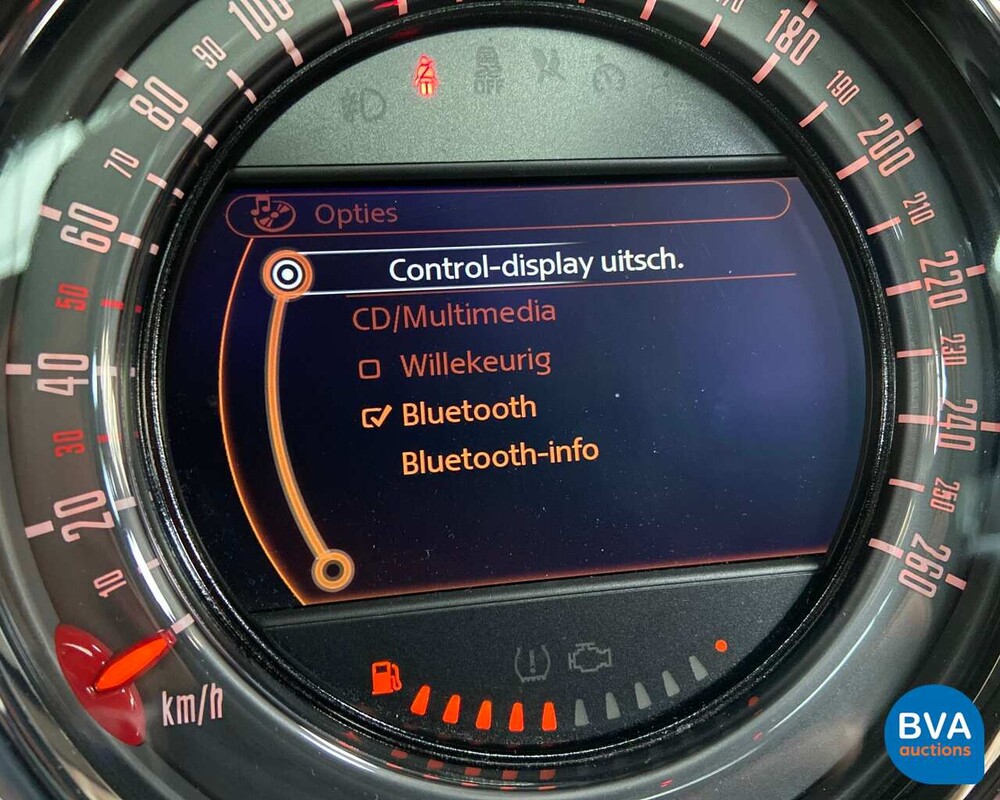 100
90
80
70
60
50
40
30
20
10
km/h
180
190
200
210
220
230
240
250
260
OFF
Opties
Control-display uitsch.
CD/Multimedia
Willekeurig
Bluetooth
Bluetooth-info
BVA
auctions